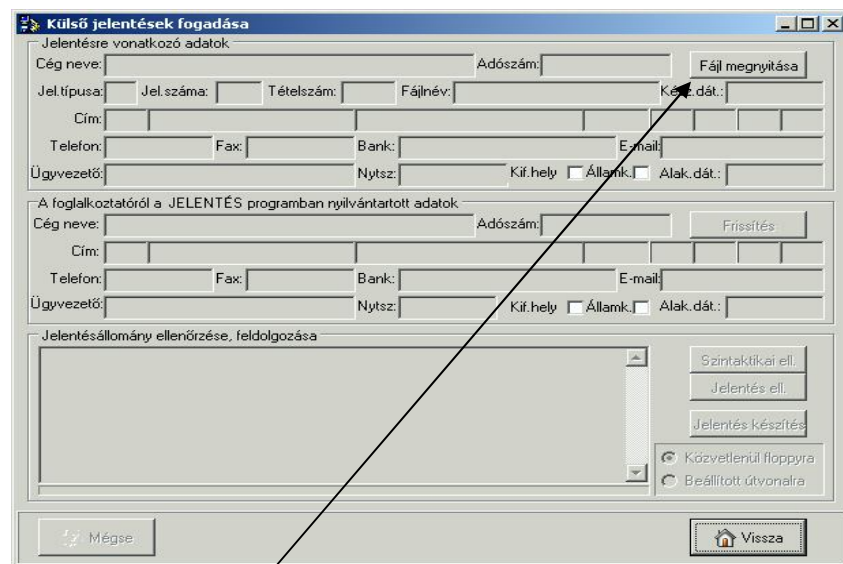 Külső jelentések fogadása
Jelentésre vonatkozó adatok
Cég neve: Adószám: Fájl megnyitása
Jel.típusa: Jel.száma: Tételszám: Fájlnév: Kész.dát.:
Cím:
Telefon: Fax: Bank: E-mail:
Ügyvezető: Nytsz: Kif.hely Államk. Alak.dát.:
A foglalkoztatóról a JELENTÉS programban nyilvántartott adatok
Cég neve: Adószám: Frissítés
Cím:
Telefon: Fax: Bank: E-mail:
Ügyvezető: Nytsz: Kif.hely Államk. Alak.dát.:
Jelentésállomány ellenőrzése, feldolgozása
Szintaktikai ell.
Jelentés ell.
Jelentés készítés
Közvetlenül floppyra
Beállított útvonalra
Mégse Vissza